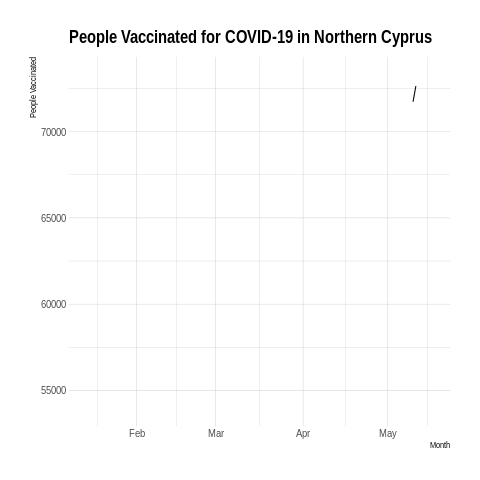 People Vaccinated for COVID-19 in Northern Cyprus
People Vaccinated
70000
65000
60000
55000
Feb Mar Apr May
Month